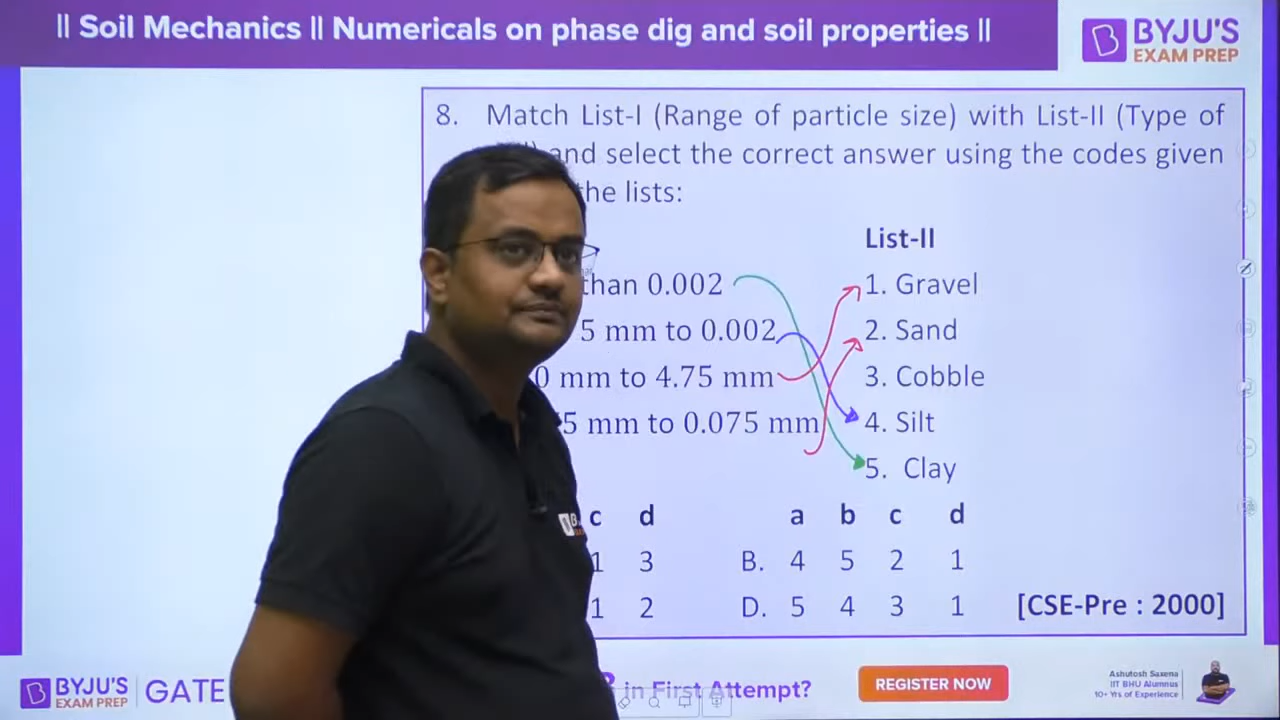 || Soil Mechanics || Numericals on phase dig and soil properties ||
BYJU'S
EXAM PREP
8. Match List-I (Range of particle size) with List-II (Type of
and select the correct answer using the codes given
the lists:
List-II
than 0.002
1. Gravel
5 mm to 0.002
2. Sand
0 mm to 4.75 mm
3. Cobble
5 mm to 0.075 mm
4. Silt
5. Clay
c d a b c d
1 3 B. 4 5 2 1
1 2 D. 5 4 3 1 [CSE-Pre : 2000]
BYJU'S
EXAM PREP
GATE
in First Attempt?
REGISTER NOW
Ashutosh Saxena
IIT BHU Alumnus
10+ Yrs of Experience